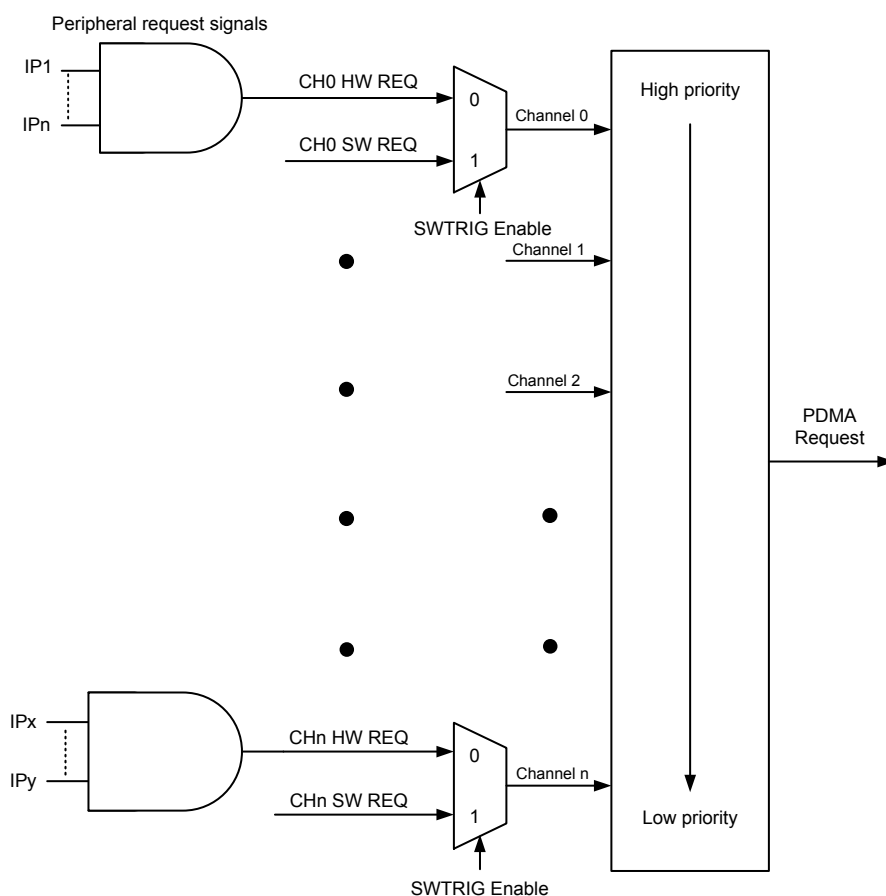 Peripheral request signals
IP1
IPn
CH0 HW REQ
CH0 SW REQ
0
1
SWTRIG Enable
Channel 0
High priority
Channel 1
Channel 2
PDMA
Request
IPx
IPy
CHn HW REQ
CHn SW REQ
0
1
SWTRIG Enable
Channel n
Low priority